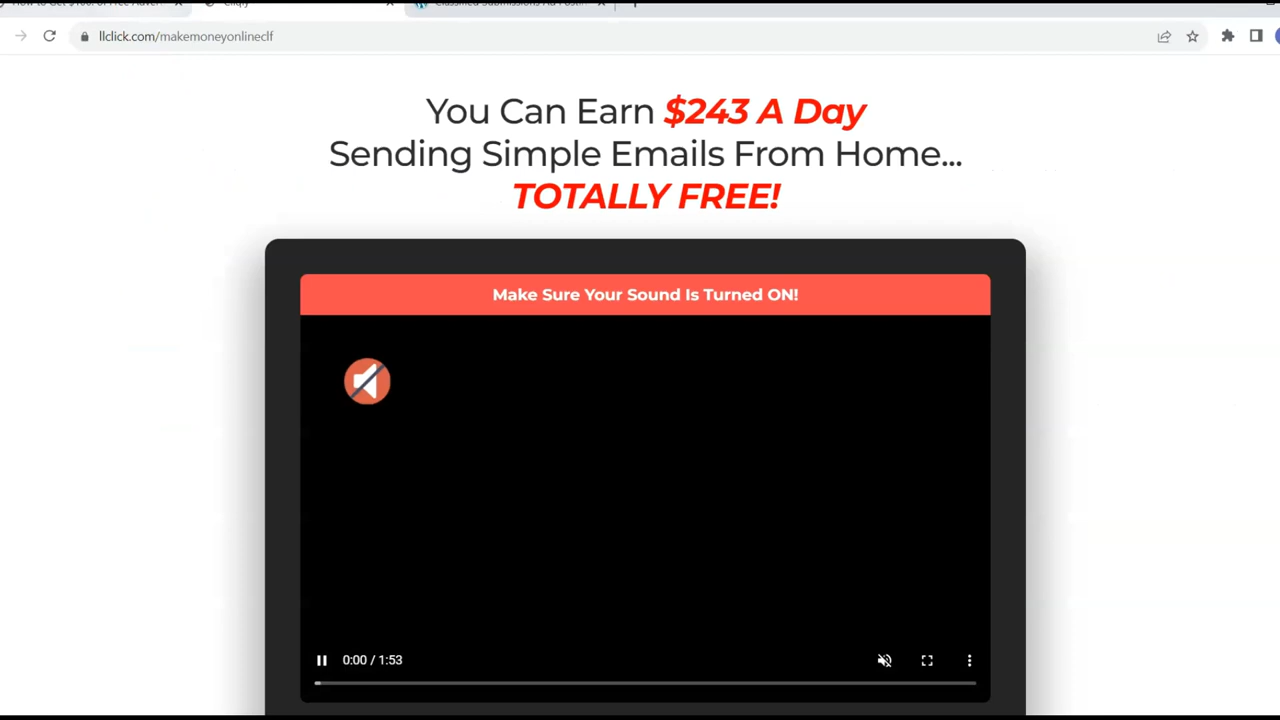 llclick.com/makemoneyonlineclf
You Can Earn $243 A Day
Sending Simple Emails From Home...
TOTALLY FREE!
Make Sure Your Sound Is Turned ON!
0:00 / 1:53